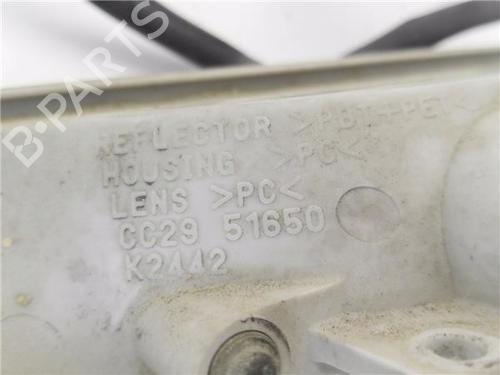 B-PARTS
REFLECTOR >PBT+PET<
HOUSING >PC<
LENS >PC<
CC29 51650
K2442